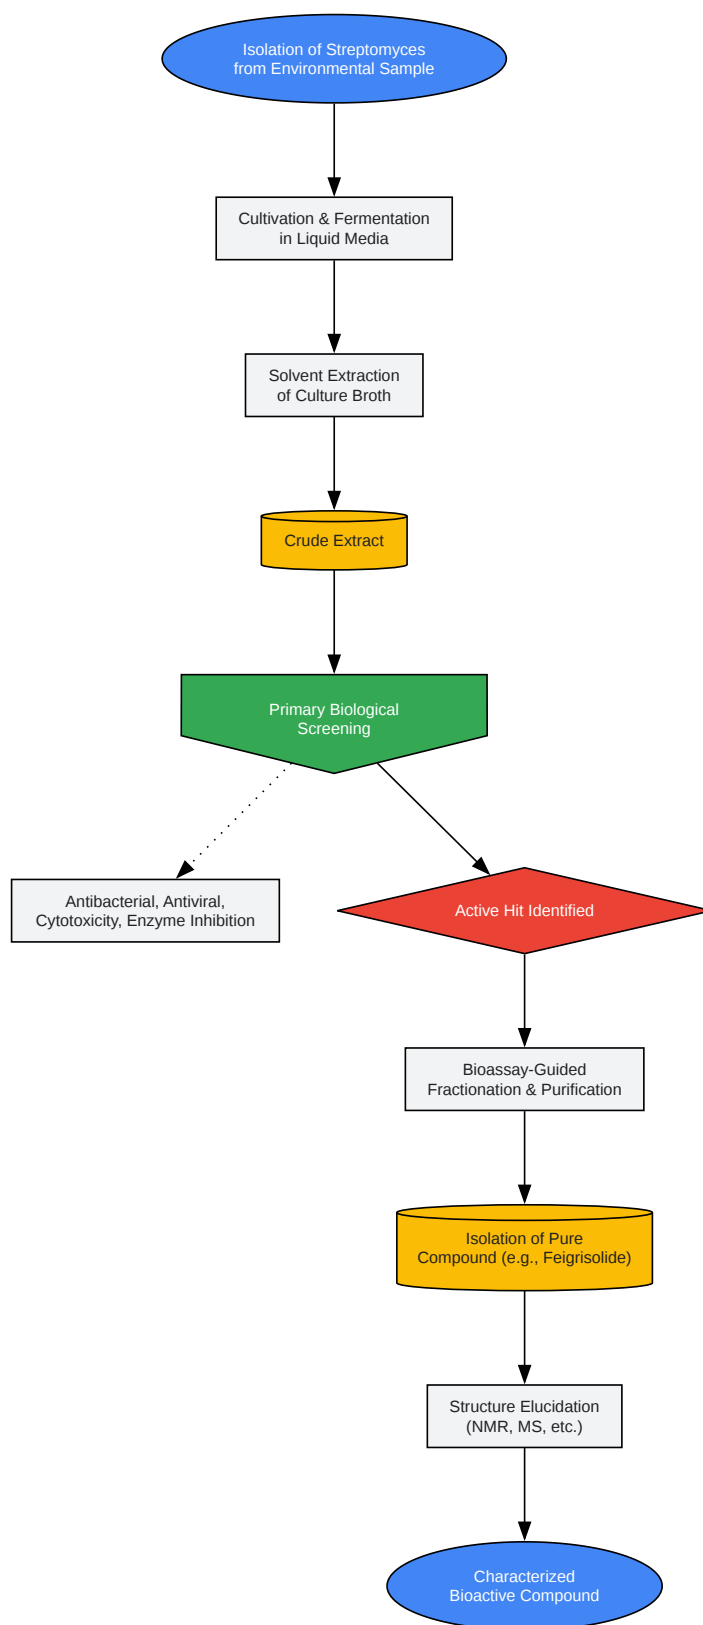 Isolation of Streptomyces
from Environmental Sample
Cultivation & Fermentation
in Liquid Media
Solvent Extraction
of Culture Broth
Crude Extract
Primary Biological
Screening
Antibacterial, Antiviral,
Cytotoxicity, Enzyme Inhibition
Active Hit Identified
Bioassay-Guided
Fractionation & Purification
Isolation of Pure
Compound (e.g., Feigrisolide)
Structure Elucidation
(NMR, MS, etc.)
Characterized
Bioactive Compound